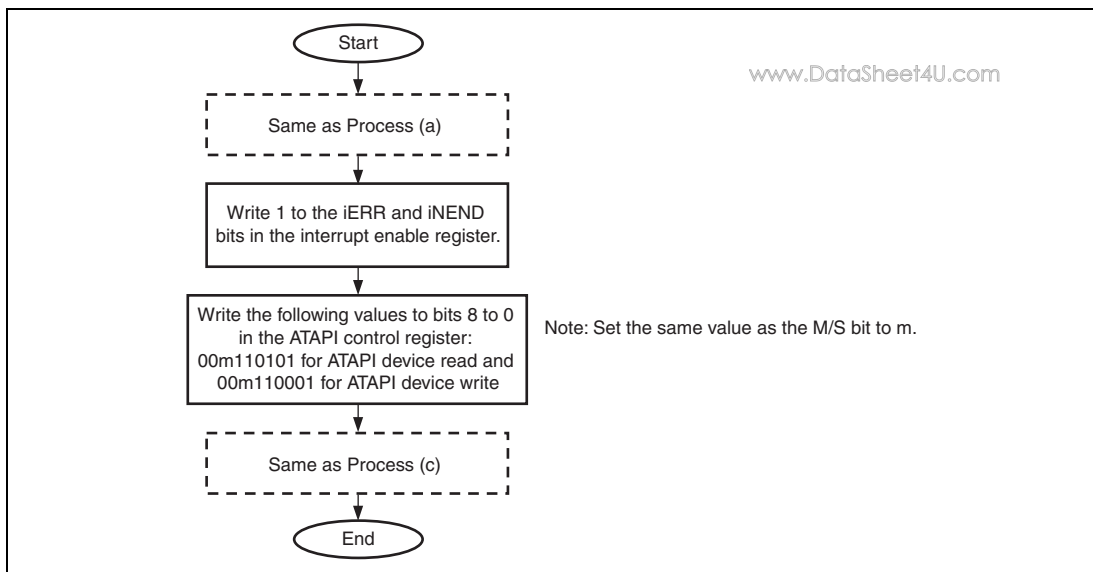 Start
www.DataSheet4U.com
Same as Process (a)
Write 1 to the iERR and iNEND
bits in the interrupt enable register.
Write the following values to bits 8 to 0
in the ATAPI control register:
00m110101 for ATAPI device read and
00m110001 for ATAPI device write
Note: Set the same value as the M/S bit to m.
Same as Process (c)
End